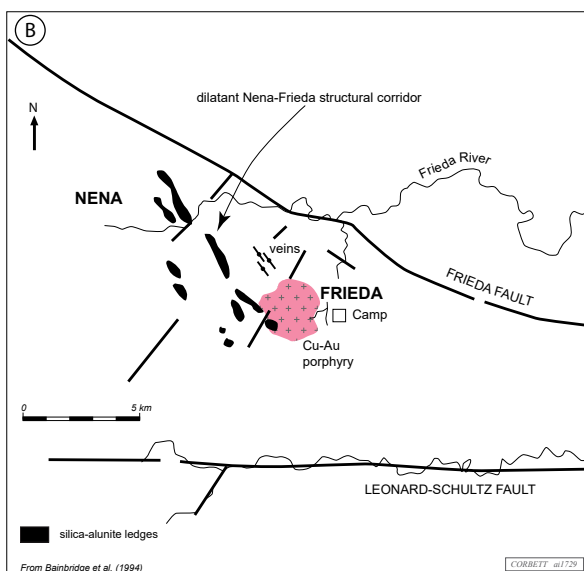 B
dilatant Nena-Frieda structural corridor
N
Frieda River
NENA
veins
FRIEDA FAULT
FRIEDA
Camp
Cu-Au
porphyry
0 5 km
LEONARD-SCHULTZ FAULT
silica-alunite ledges
From Bainbridge et al. (1994)
CORBETT ai1729